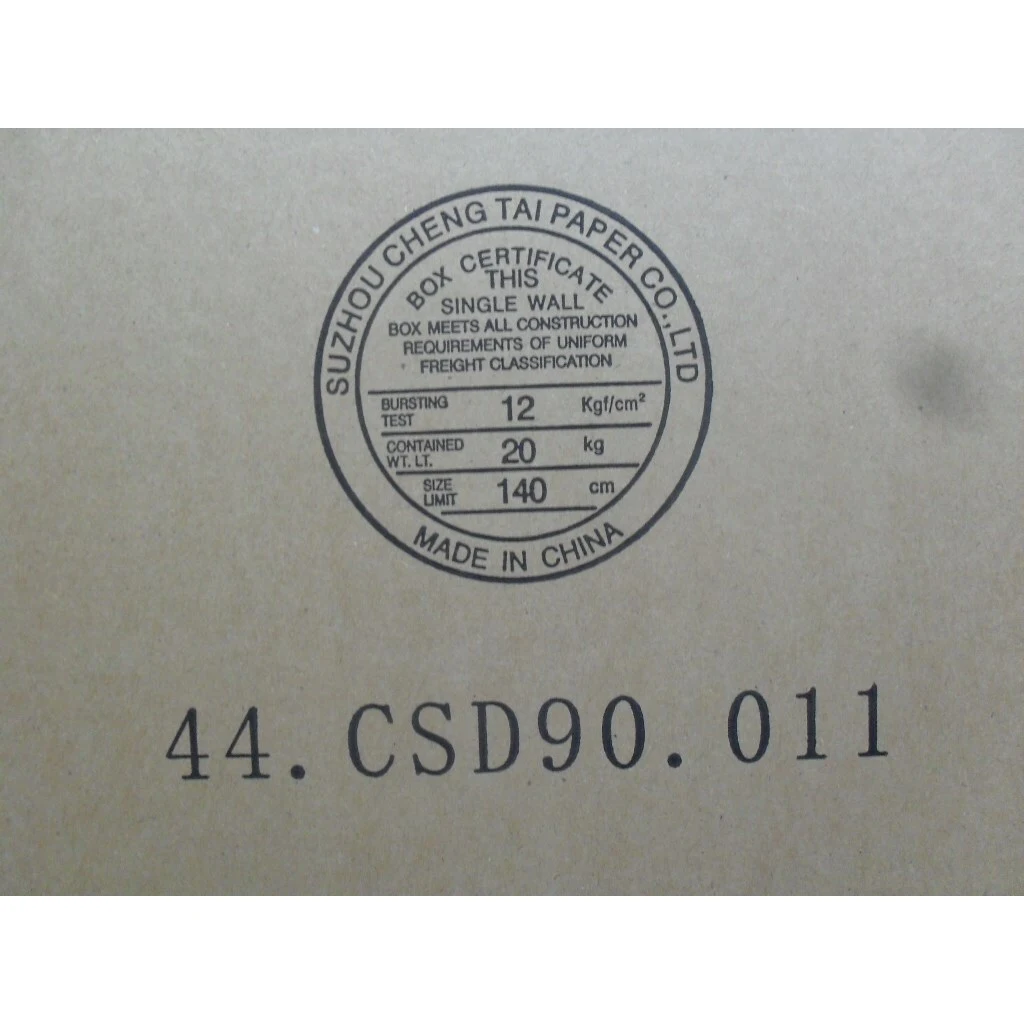 SUZHOU CHENG TAI PAPER CO.,LTD
BOX CERTIFICATE
THIS
SINGLE WALL
BOX MEETS ALL CONSTRUCTION
REQUIREMENTS OF UNIFORM
FREIGHT CLASSIFICATION
BURSTING TEST 12 Kgf/cm²
CONTAINED WT. LT. 20 kg
SIZE LIMIT 140 cm
MADE IN CHINA
44.CSD90.011